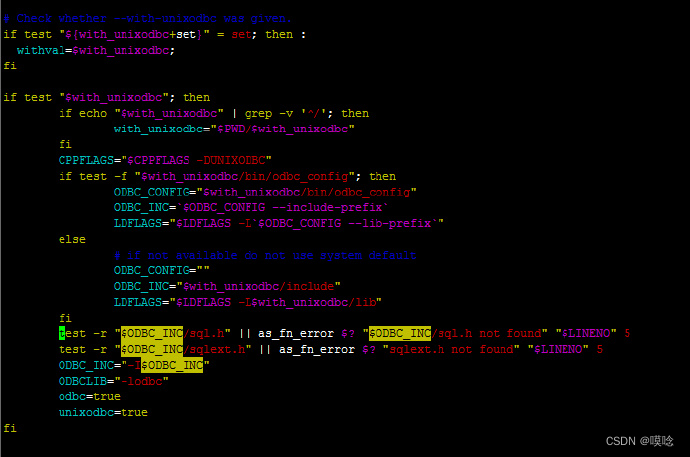 # Check whether --with-unixodbc was given.
if test "${with_unixodbc+set}" = set; then :
  withval=$with_unixodbc;
fi

if test "$with_unixodbc"; then
        if echo "$with_unixodbc" | grep -v '^/'; then
                with_unixodbc="$PWD/$with_unixodbc"
        fi
        CPPFLAGS="$CPPFLAGS -DUNIXODBC"
        if test -f "$with_unixodbc/bin/odbc_config"; then
                ODBC_CONFIG="$with_unixodbc/bin/odbc_config"
                ODBC_INC=`$ODBC_CONFIG --include-prefix`
                LDFLAGS="$LDFLAGS -L`$ODBC_CONFIG --lib-prefix`"
        else
                # if not available do not use system default
                ODBC_CONFIG=""
                ODBC_INC="$with_unixodbc/include"
                LDFLAGS="$LDFLAGS -L$with_unixodbc/lib"
        fi
        test -r "$ODBC_INC/sql.h" || as_fn_error $? "$ODBC_INC/sql.h not found" "$LINENO" 5
        test -r "$ODBC_INC/sqlext.h" || as_fn_error $? "sqlext.h not found" "$LINENO" 5
        ODBC_INC="-I$ODBC_INC"
        ODBCLIB="-lodbc"
        odbc=true
        unixodbc=true
fi
CSDN @嘆唸